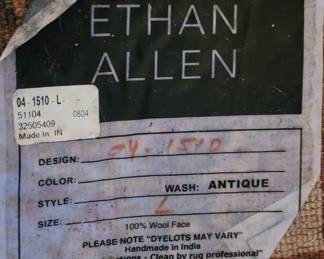 ETHAN
ALLEN
04 - 1510 - L -
51104 0804
32505409
Made In: IN
DESIGN: 04-1510
COLOR:
WASH: ANTIQUE
STYLE: L
SIZE:
100% Wool Face
PLEASE NOTE "DYELOTS MAY VARY"
Handmade in India
- Clean by rug professional"